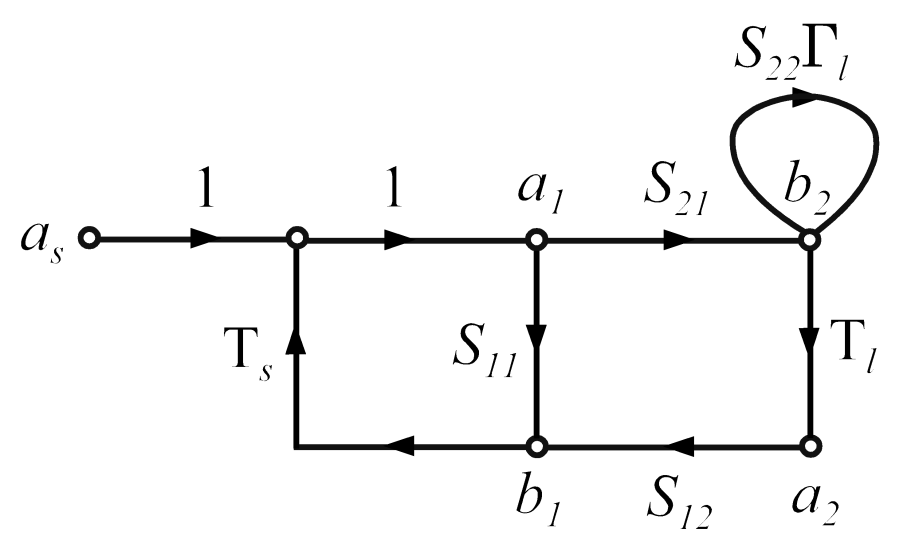 S₂₂Γₗ
1
1
a₁
S₂₁
b₂
aₛ
Tₛ
S₁₁
Tₗ
b₁
S₁₂
a₂